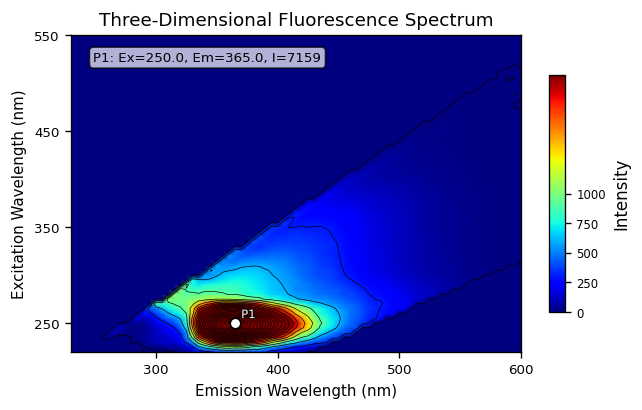 Three-Dimensional Fluorescence Spectrum
P1: Ex=250.0, Em=365.0, I=7159
550
450
350
250
Excitation Wavelength (nm)
P1
300
400
500
600
Emission Wavelength (nm)
1000
750
500
250
0
Intensity